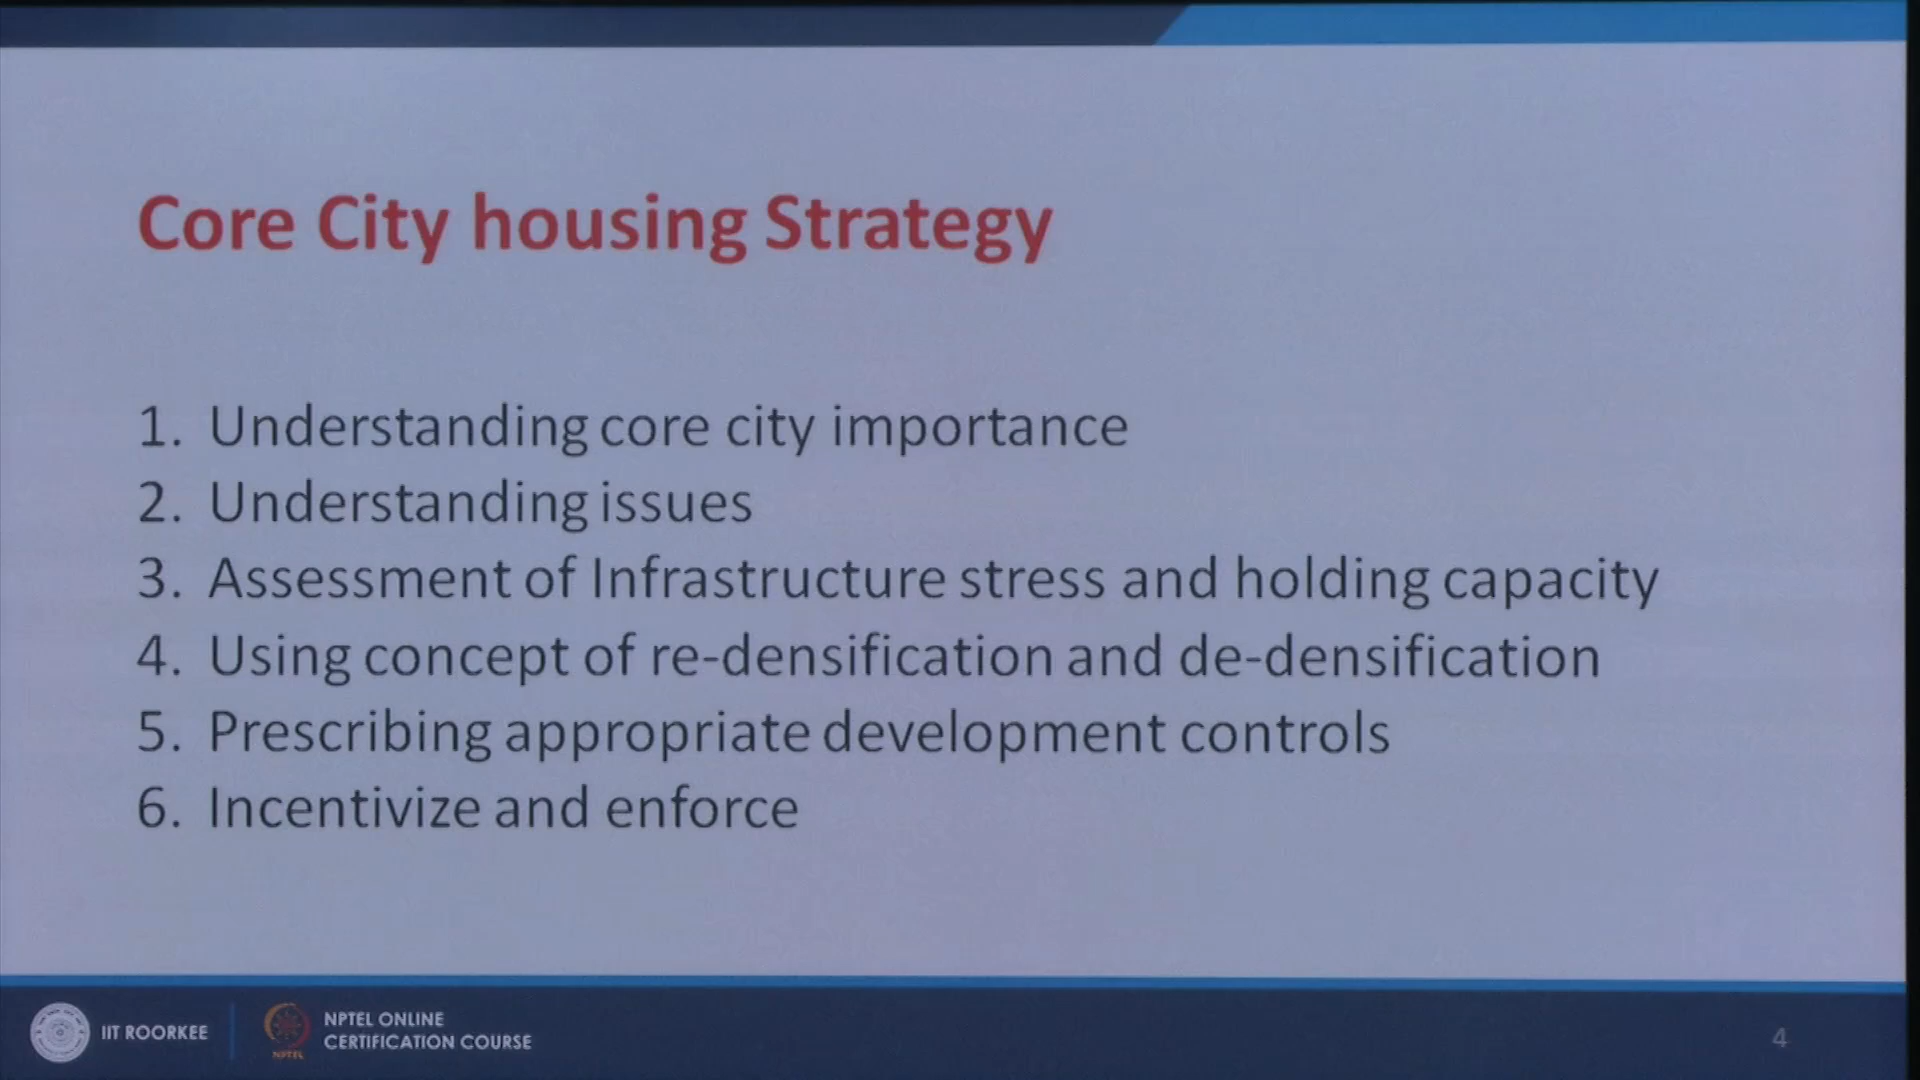 Core City housing Strategy
1. Understanding core city importance
2. Understanding issues
3. Assessment of Infrastructure stress and holding capacity
4. Using concept of re-densification and de-densification
5. Prescribing appropriate development controls
6. Incentivize and enforce
IIT ROORKEE
NPTEL
NPTEL ONLINE
CERTIFICATION COURSE
4